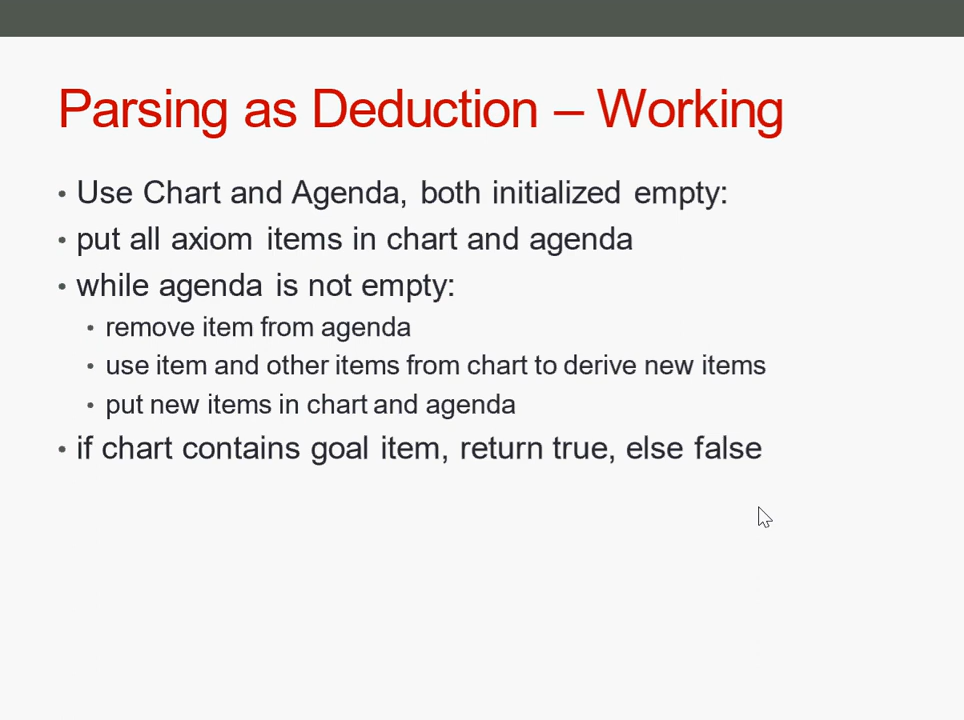 Parsing as Deduction – Working
• Use Chart and Agenda, both initialized empty:
• put all axiom items in chart and agenda
• while agenda is not empty:
• remove item from agenda
• use item and other items from chart to derive new items
• put new items in chart and agenda
• if chart contains goal item, return true, else false